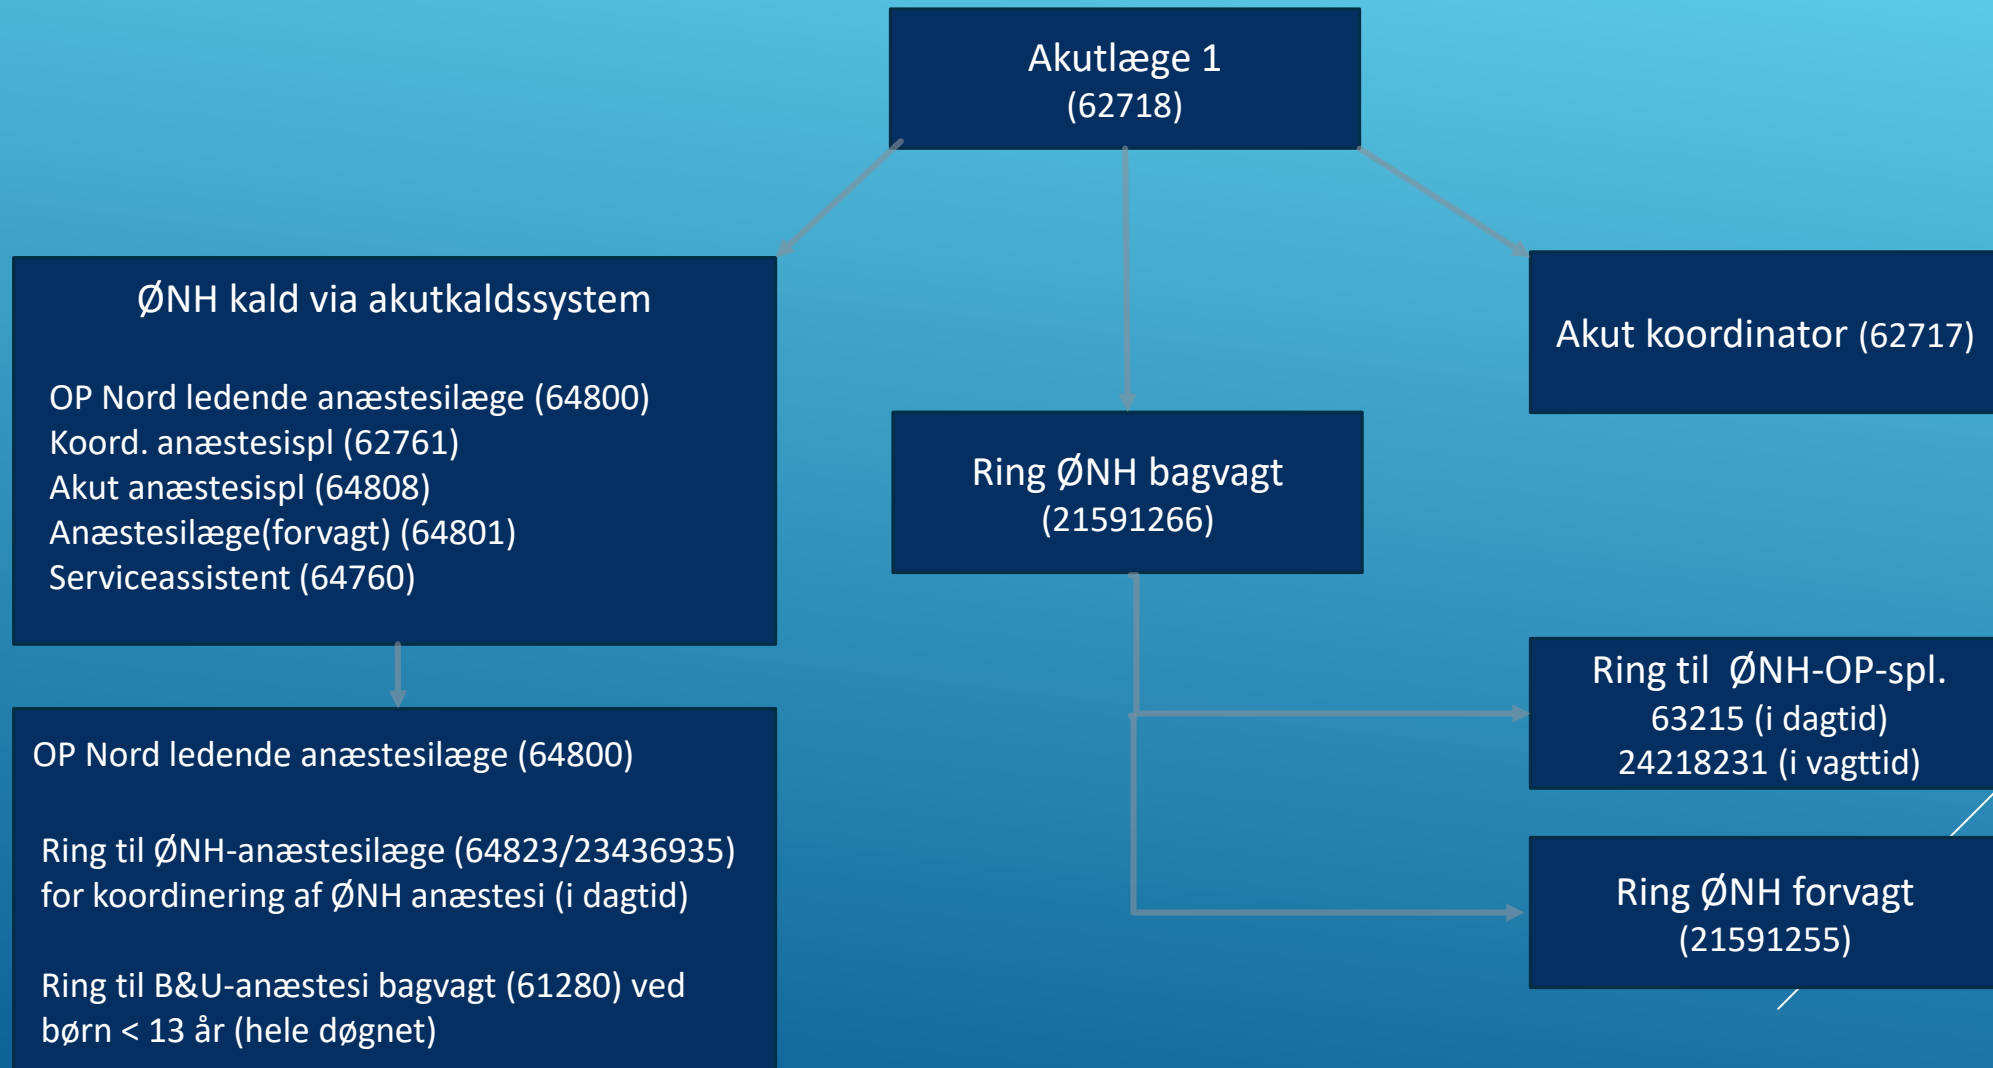 Akutlæge 1
(62718)
ØNH kald via akutkaldssystem
OP Nord ledende anæstesilæge (64800)
Koord. anæstesispl (62761)
Akut anæstesispl (64808)
Anæstesilæge(forvagt) (64801)
Serviceassistent (64760)
OP Nord ledende anæstesilæge (64800)
Ring til ØNH-anæstesilæge (64823/23436935)
for koordinering af ØNH anæstesi (i dagtid)
Ring til B&U-anæstesi bagvagt (61280) ved
børn < 13 år (hele døgnet)
Ring ØNH bagvagt
(21591266)
Akut koordinator (62717)
Ring til  ØNH-OP-spl.
63215 (i dagtid)
24218231 (i vagttid)
Ring ØNH forvagt
(21591255)